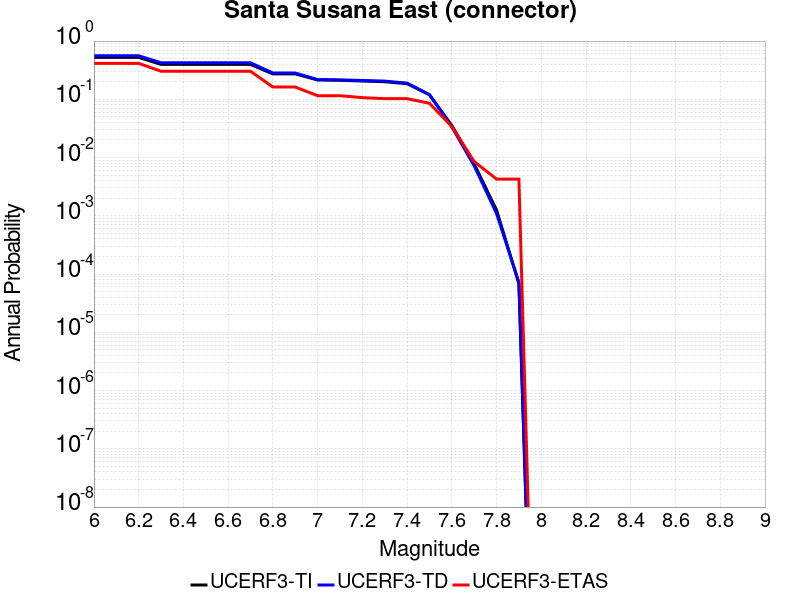 Santa Susana East (connector)
10^0
10^-1
10^-2
10^-3
10^-4
10^-5
10^-6
10^-7
10^-8
Annual Probability
6 6.2 6.4 6.6 6.8 7 7.2 7.4 7.6 7.8 8 8.2 8.4 8.6 8.8 9
Magnitude
UCERF3-TI UCERF3-TD UCERF3-ETAS